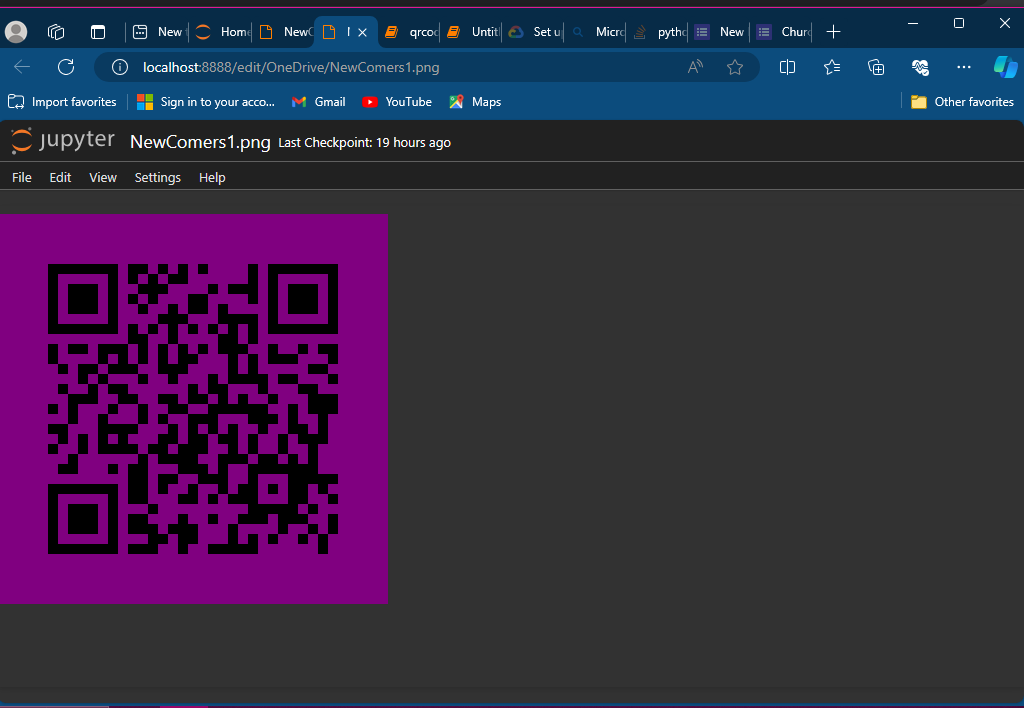 New
Home
NewC
N
qrcod
Untit
Set u
Micro
pytho
New
Churc
localhost:8888/edit/OneDrive/NewComers1.png
Import favorites
Sign in to your acco...
Gmail
YouTube
Maps
Other favorites
jupyter NewComers1.png Last Checkpoint: 19 hours ago
File Edit View Settings Help